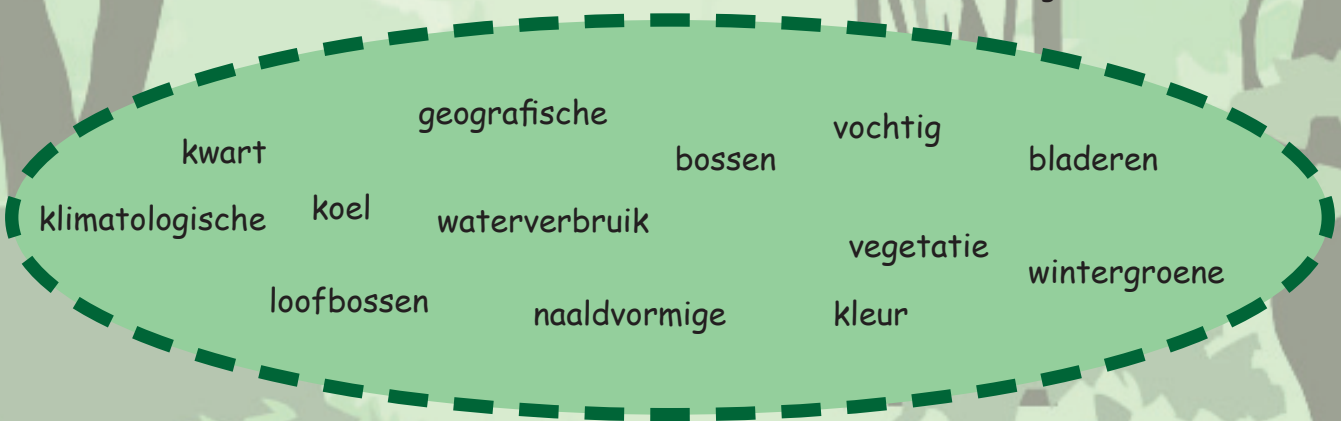 geografische
vochtig
kwart
bossen
bladeren
koel
klimatologische
waterverbruik
vegetatie
wintergroene
loofbossen
naaldvormige
kleur